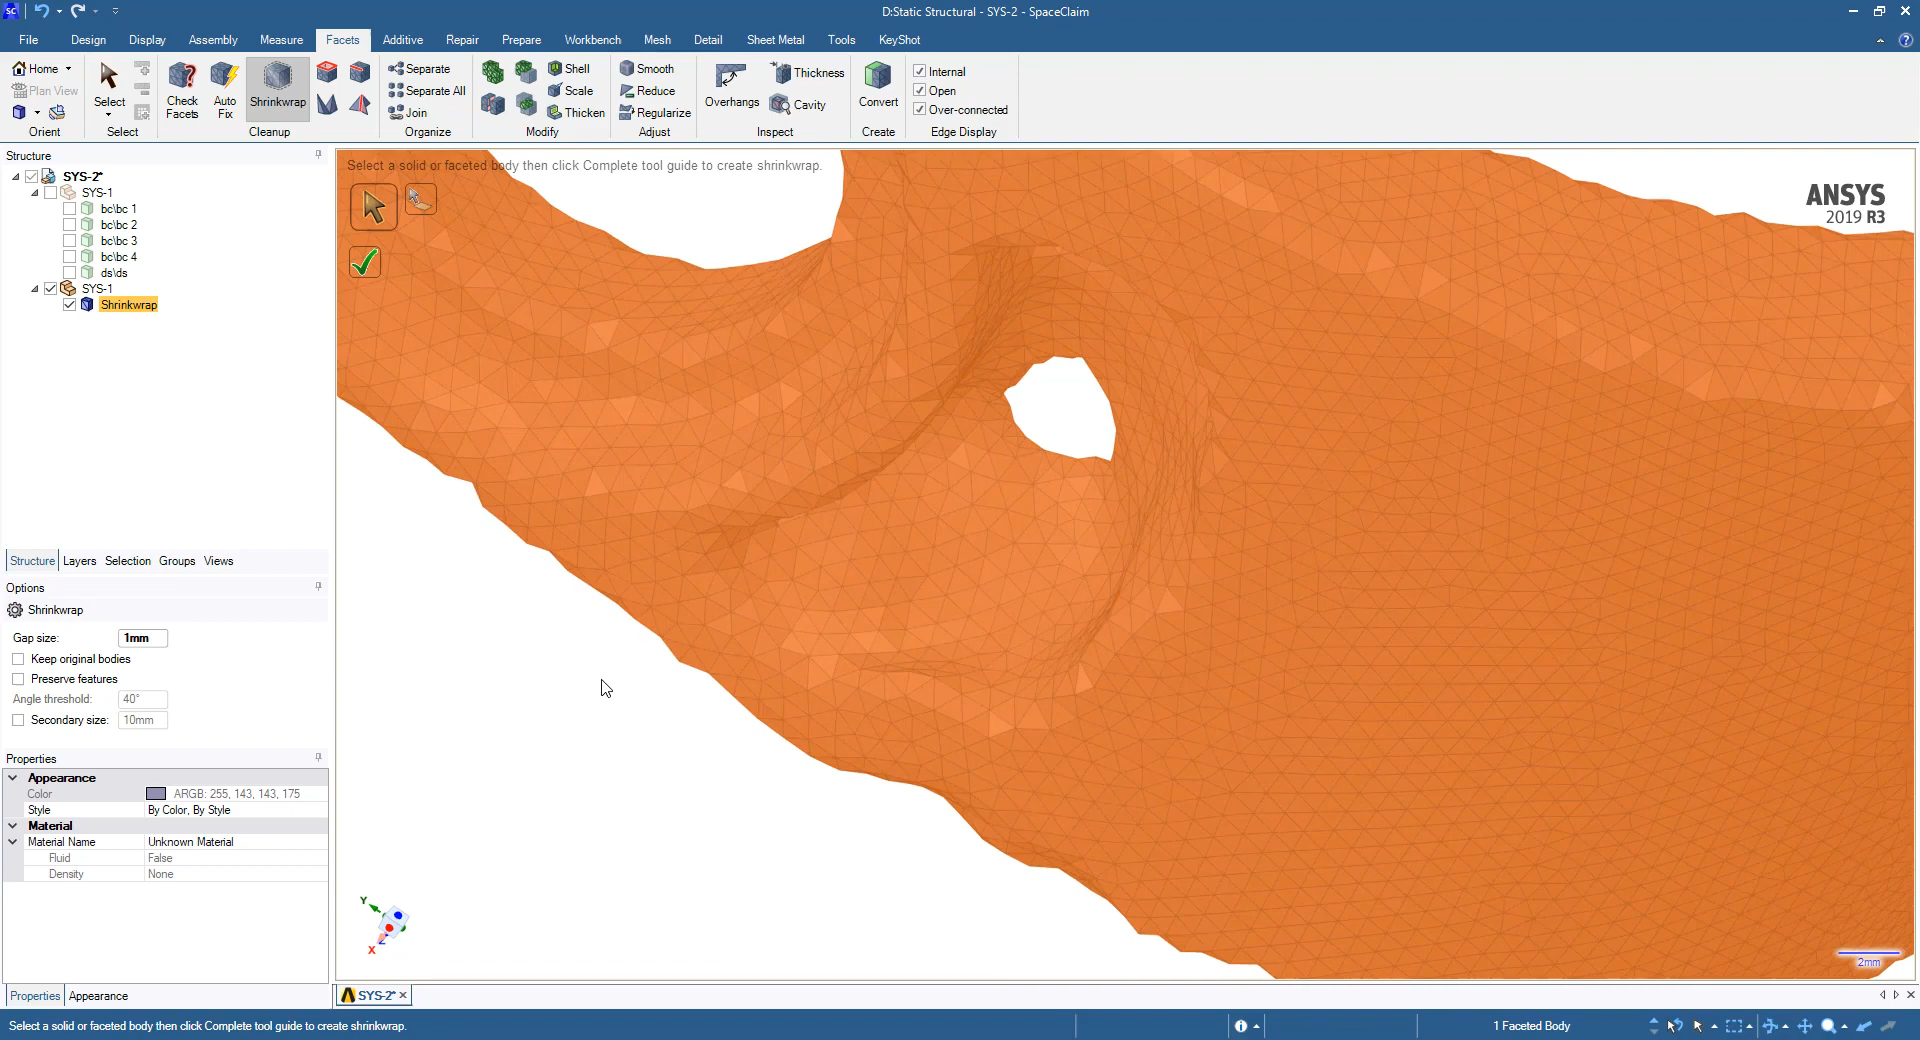 SC
D:Static Structural - SYS-2 - SpaceClaim
File Design Display Assembly Measure Facets Additive Repair Prepare Workbench Mesh Detail Sheet Metal Tools KeyShot
Home
Plan View
Orient
Select
Select
Check Facets
Auto Fix
Shrinkwrap
Cleanup
Separate
Separate All
Join
Organize
Shell
Scale
Thicken
Modify
Smooth
Reduce
Regularize
Adjust
Overhangs
Thickness
Cavity
Inspect
Convert
Create
Internal
Open
Over-connected
Edge Display
Structure
SYS-2*
SYS-1
bc\bc 1
bc\bc 2
bc\bc 3
bc\bc 4
ds\ds
SYS-1
Shrinkwrap
Structure Layers Selection Groups Views
Options
Shrinkwrap
Gap size: 1mm
Keep original bodies
Preserve features
Angle threshold: 40°
Secondary size: 10mm
Properties
Appearance
Color ARGB: 255, 143, 143, 175
Style By Color, By Style
Material
Material Name Unknown Material
Fluid False
Density None
Properties Appearance
Select a solid or faceted body then click Complete tool guide to create shrinkwrap.
ANSYS
2019 R3
Y
Z
X
2mm
SYS-2*
Select a solid or faceted body then click Complete tool guide to create shrinkwrap.
1 Faceted Body